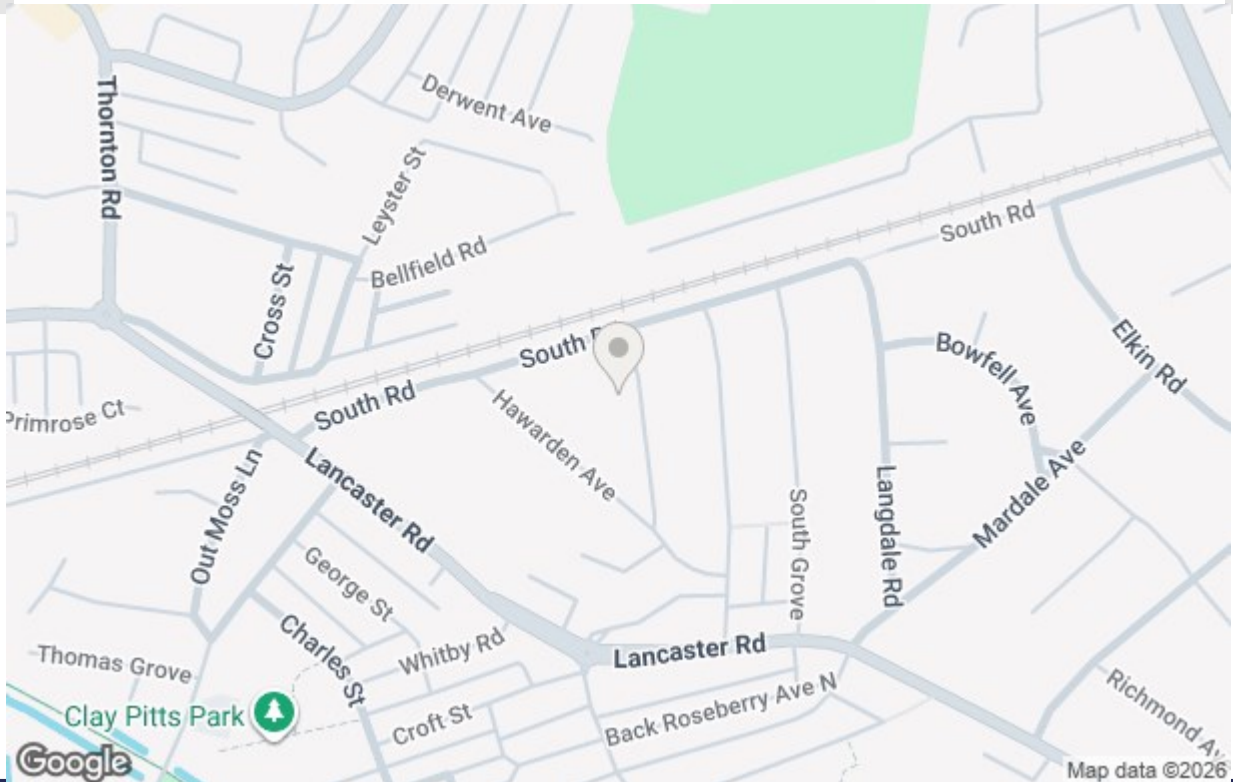 Derwent Ave
Thornton Rd
Leyster St
South Rd
Bellfield Rd
Cross St
South
Bowfell Ave
Elkin Rd
South Rd
Primrose Ct
Hawarden Ave
Out Moss Ln
Lancaster Rd
Mardale Ave
Langdale Rd
South Grove
George St
Charles St
Whitby Rd
Lancaster Rd
Thomas Grove
Richmond Av
Clay Pitts Park
Croft St
Back Roseberry Ave N
Google
Map data ©2026